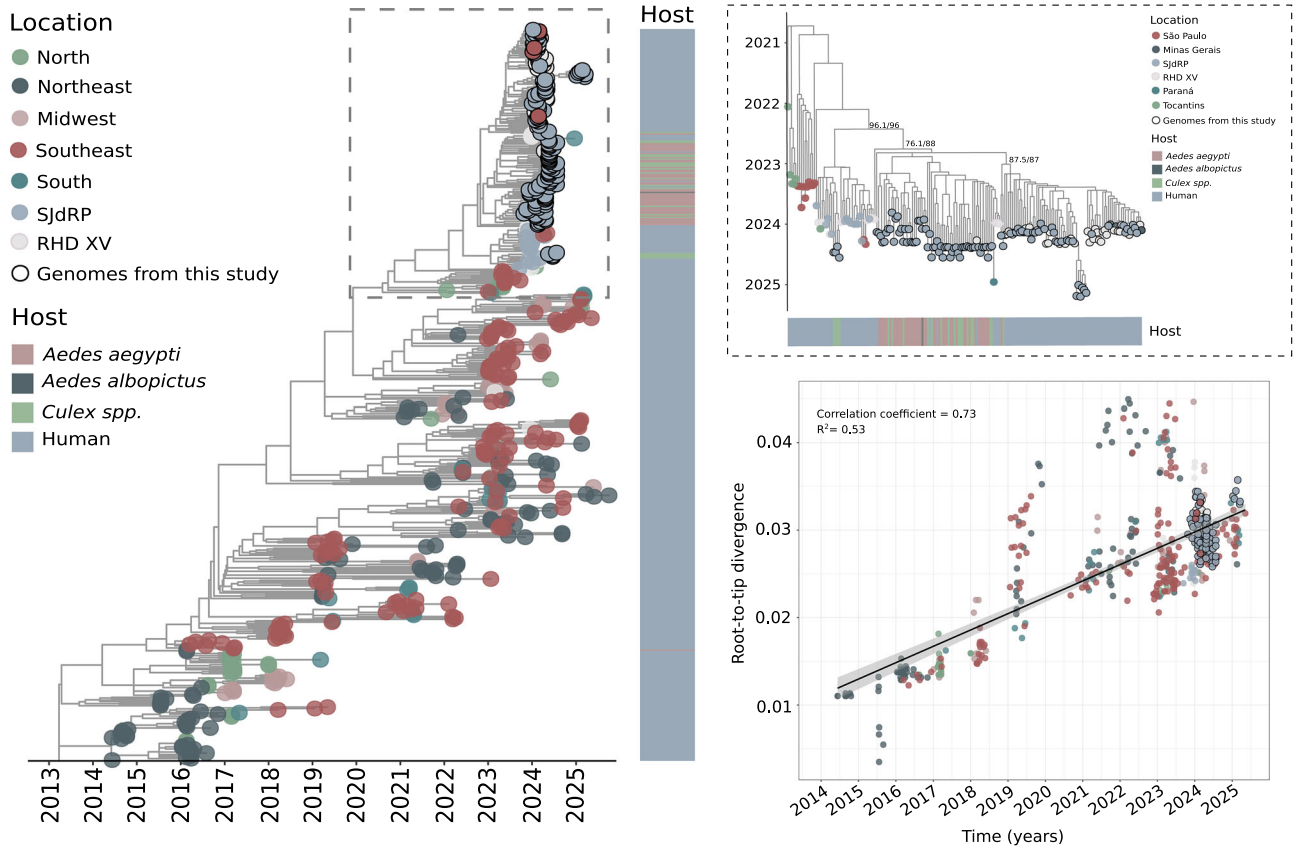 Location
North
Northeast
Midwest
Southeast
South
SJdRP
RHD XV
Genomes from this study
Host
Aedes aegypti
Aedes albopictus
Culex spp.
Human
2013
2014
2015
2016
2017
2018
2019
2020
2021
2022
2023
2024
2025
Host
2021
2022
2023
2024
2025
96.1/96
76.1/88
87.5/87
Location
São Paulo
Minas Gerais
SJdRP
RHD XV
Paraná
Tocantins
Genomes from this study
Host
Aedes aegypti
Aedes albopictus
Culex spp.
Human
Host
Correlation coefficient = 0.73
R²= 0.53
Root-to-tip divergence
0.04
0.03
0.02
0.01
2014
2015
2016
2017
2018
2019
2020
2021
2022
2023
2024
2025
Time (years)